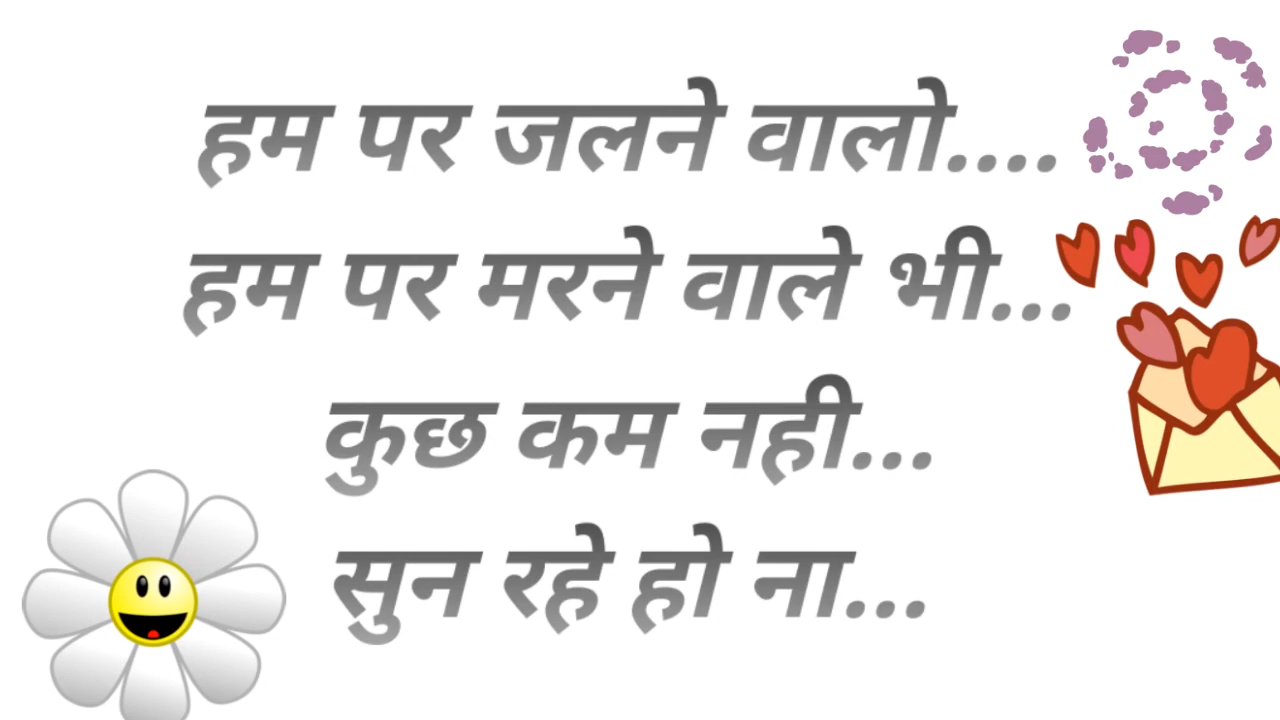 हम पर जलने वालो....
हम पर मरने वाले भी...
कुछ कम नही...
सुन रहे हो ना...